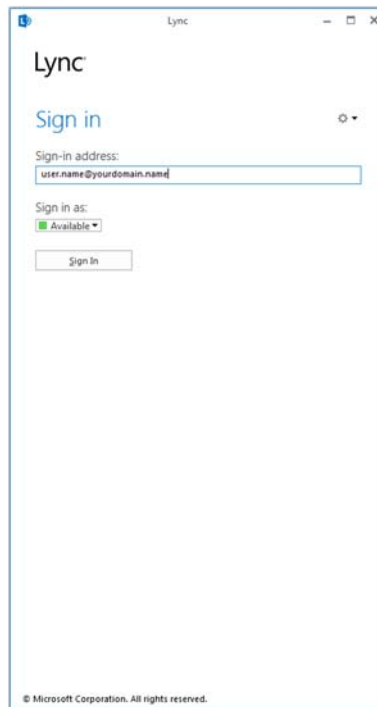 Lync
Lync
Sign in
Sign-in address:
user.name@yourdomain.name
Sign in as:
Available
Sign In
© Microsoft Corporation. All rights reserved.